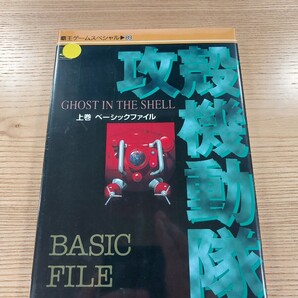 覇王ゲームスペシャル
攻殻機動隊
GHOST IN THE SHELL
上巻 ベーシックファイル
BASIC
FILE